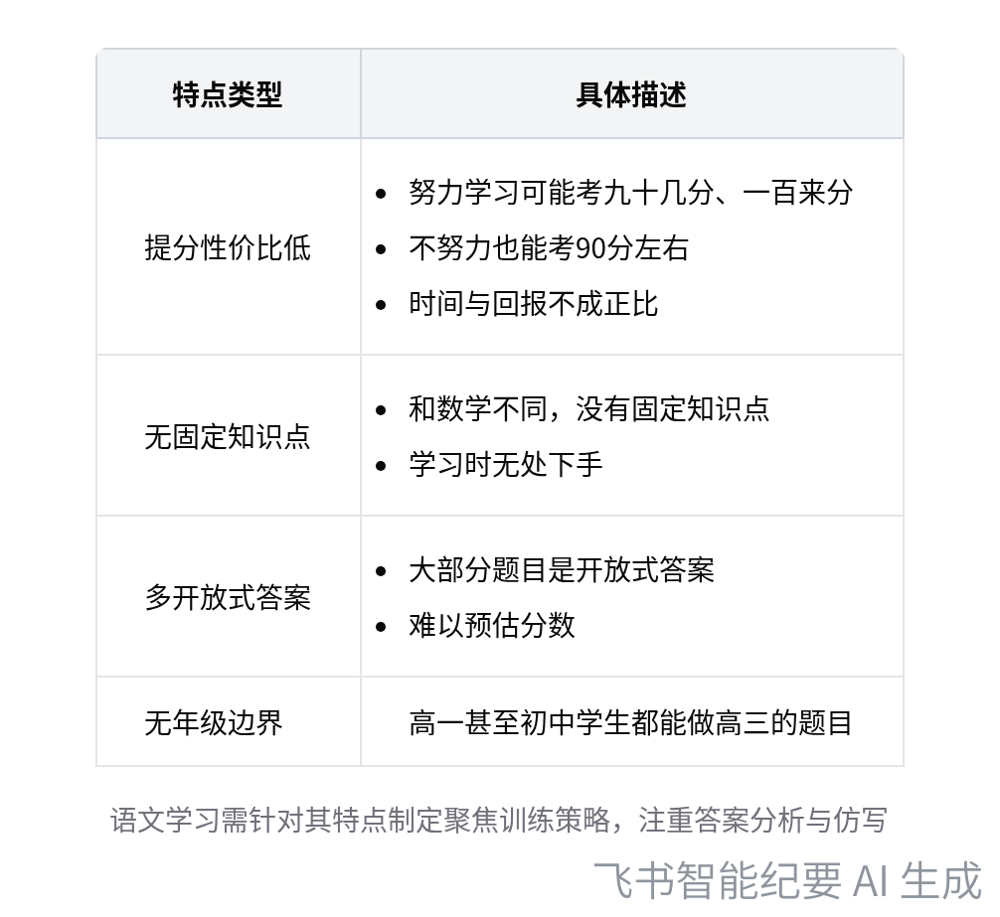 特点类型
具体描述
提分性价比低
努力学习可能考九十几分、一百来分
不努力也能考90分左右
时间与回报不成正比
无固定知识点
和数学不同，没有固定知识点
学习时无处下手
多开放式答案
大部分题目是开放式答案
难以预估分数
无年级边界
高一甚至初中学生都能做高三的题目
语文学习需针对其特点制定聚焦训练策略，注重答案分析与仿写
飞书智能纪要 AI 生成